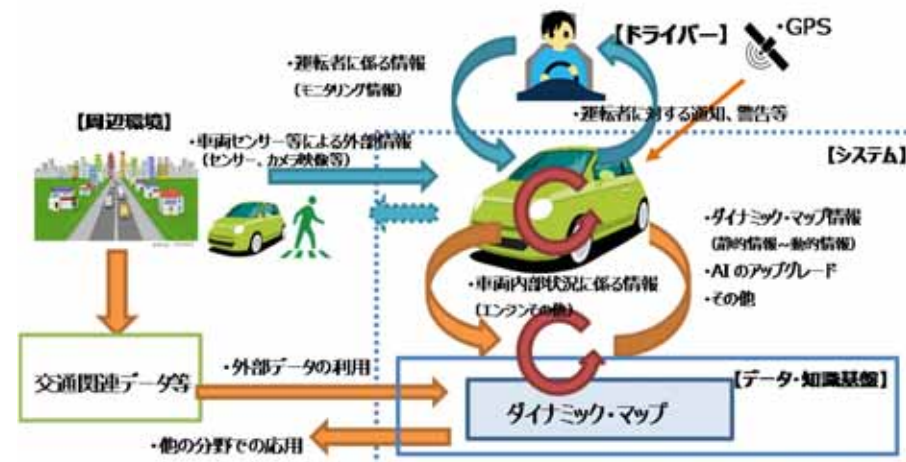 【ドライバー】
・GPS
・運転者に係る情報
（モニタリング情報）
・運転者に対する通知、警告等
【周辺環境】
・車両センサー等による外部情報
（センサー、カメラ映像等）
【システム】
・ダイナミック・マップ情報
（静的情報～動的情報）
・AIのアップグレード
・その他
・車両内部状況に係る情報
（エンジンその他）
交通関連データ等
・外部データの利用
【データ・知識基盤】
ダイナミック・マップ
・他の分野での応用